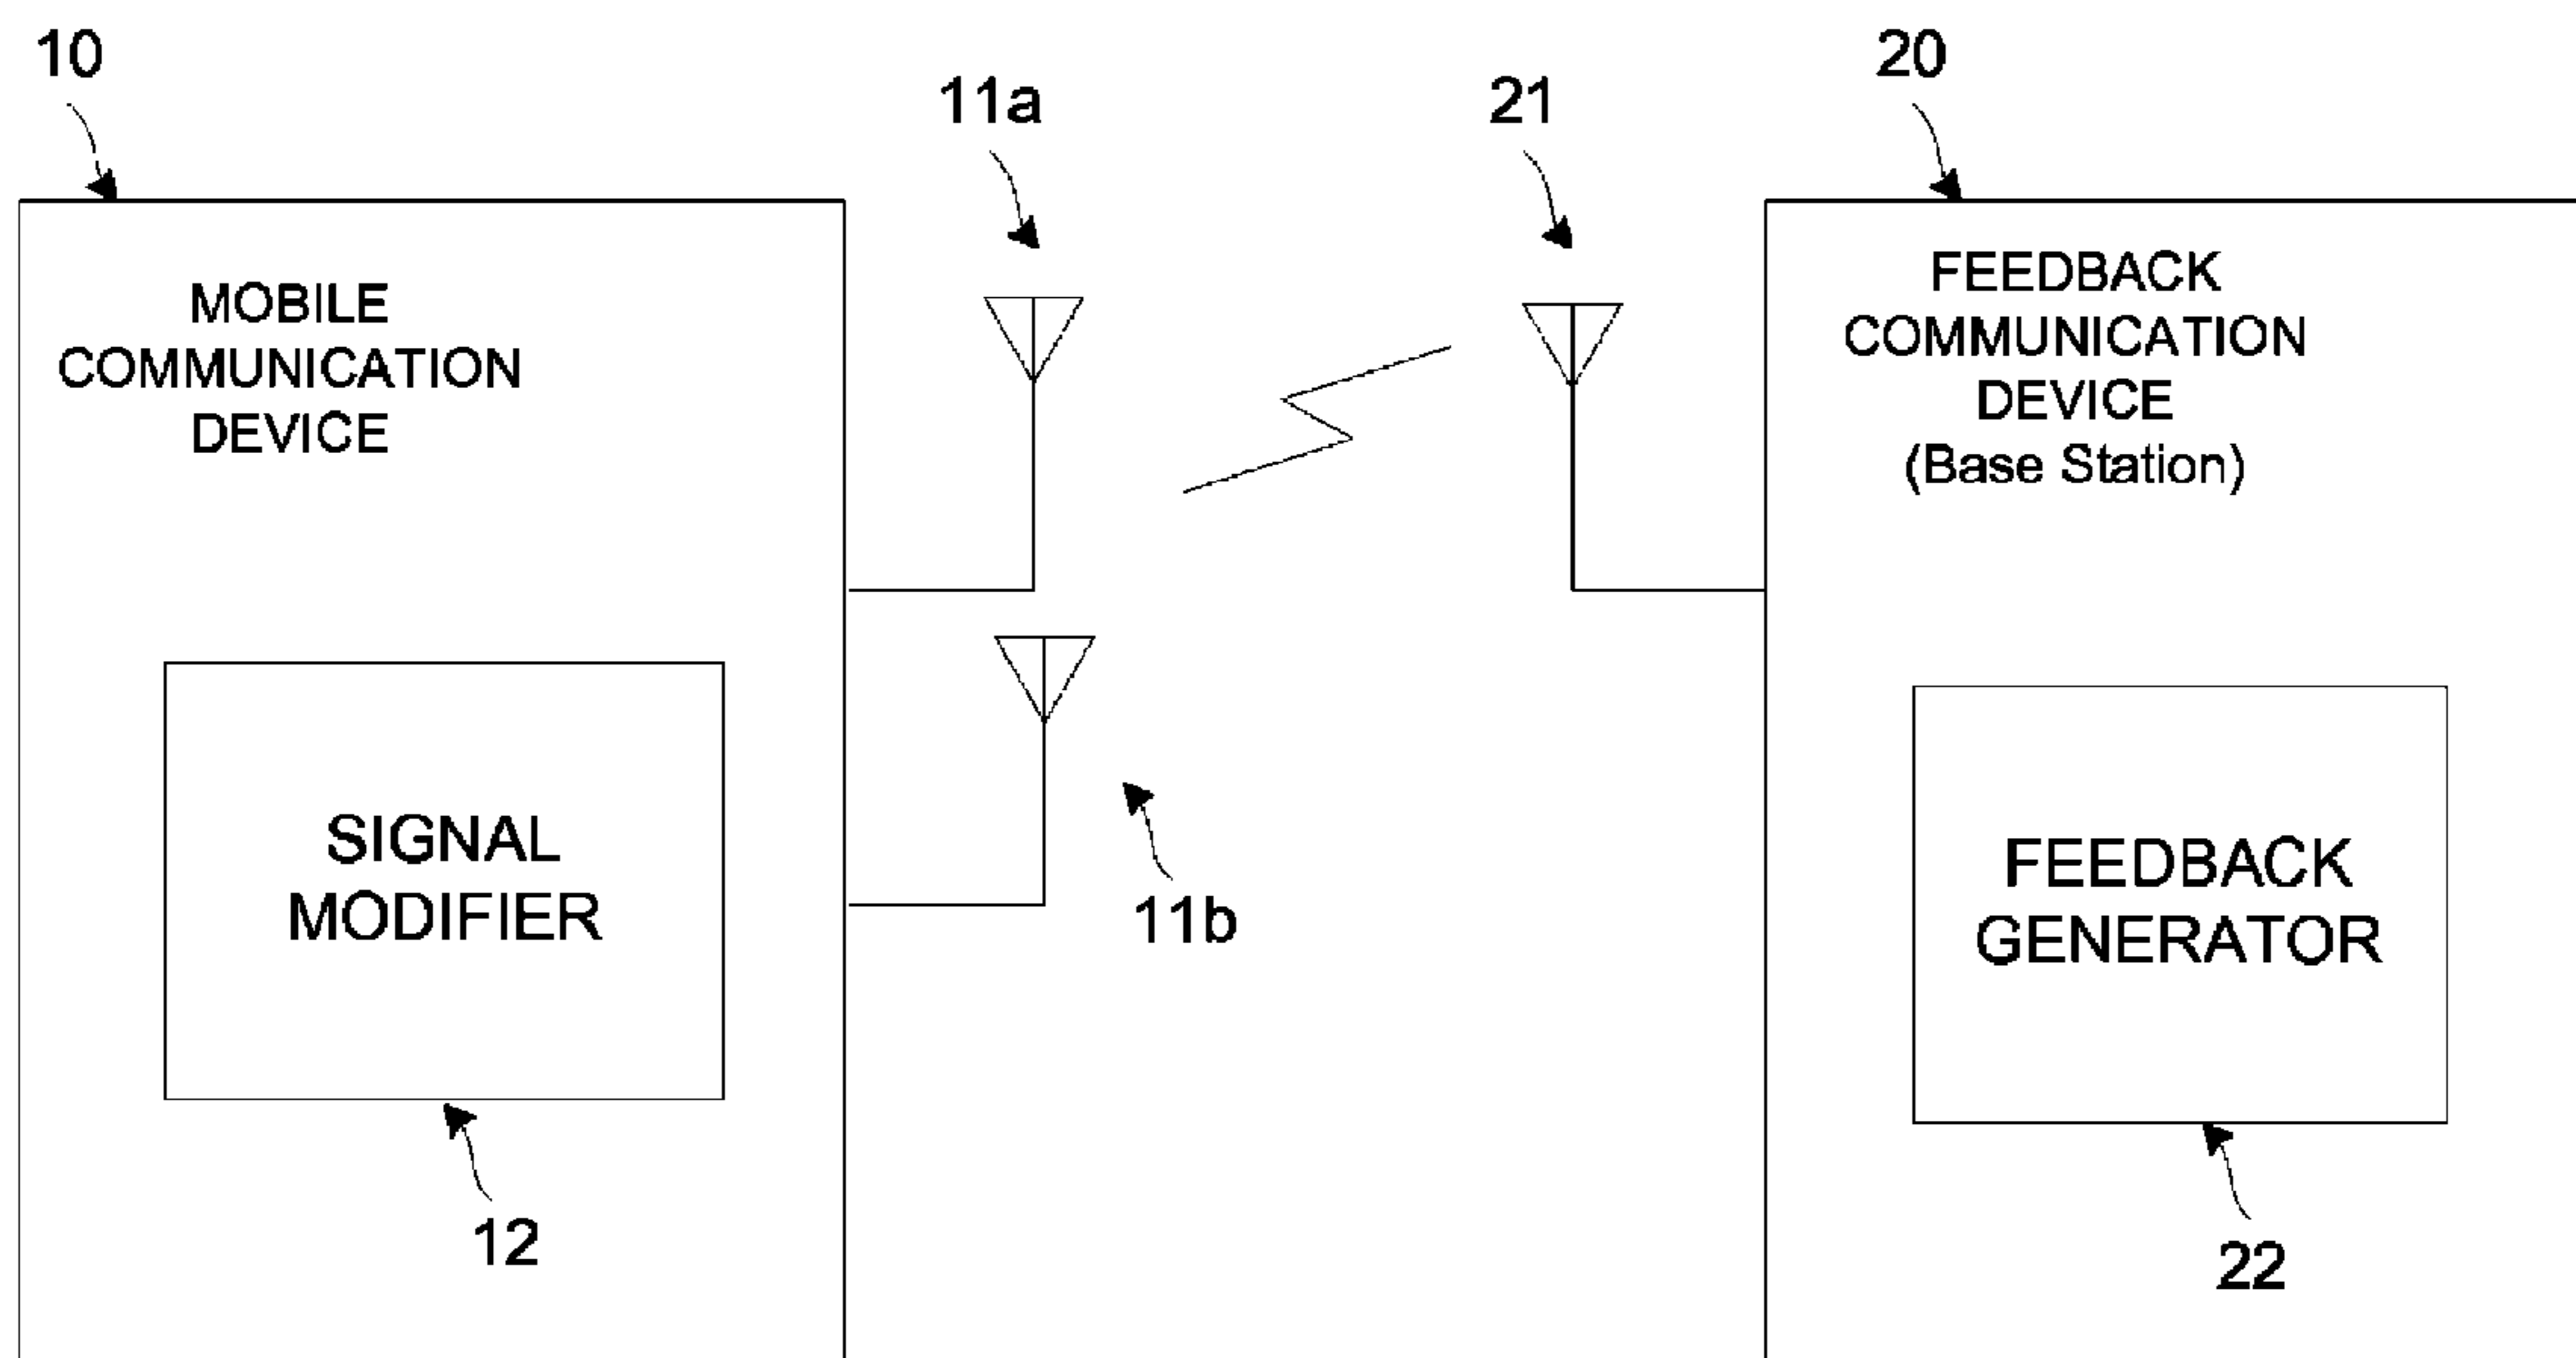 10
11a
21
20
MOBILE
COMMUNICATION
DEVICE
FEEDBACK
COMMUNICATION
DEVICE
(Base Station)
SIGNAL
MODIFIER
11b
FEEDBACK
GENERATOR
12
22